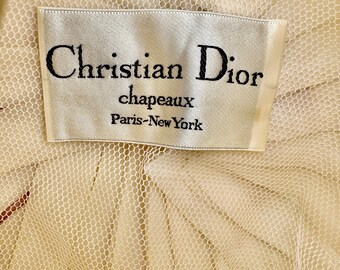 Christian Dior
chapeaux
Paris-New York